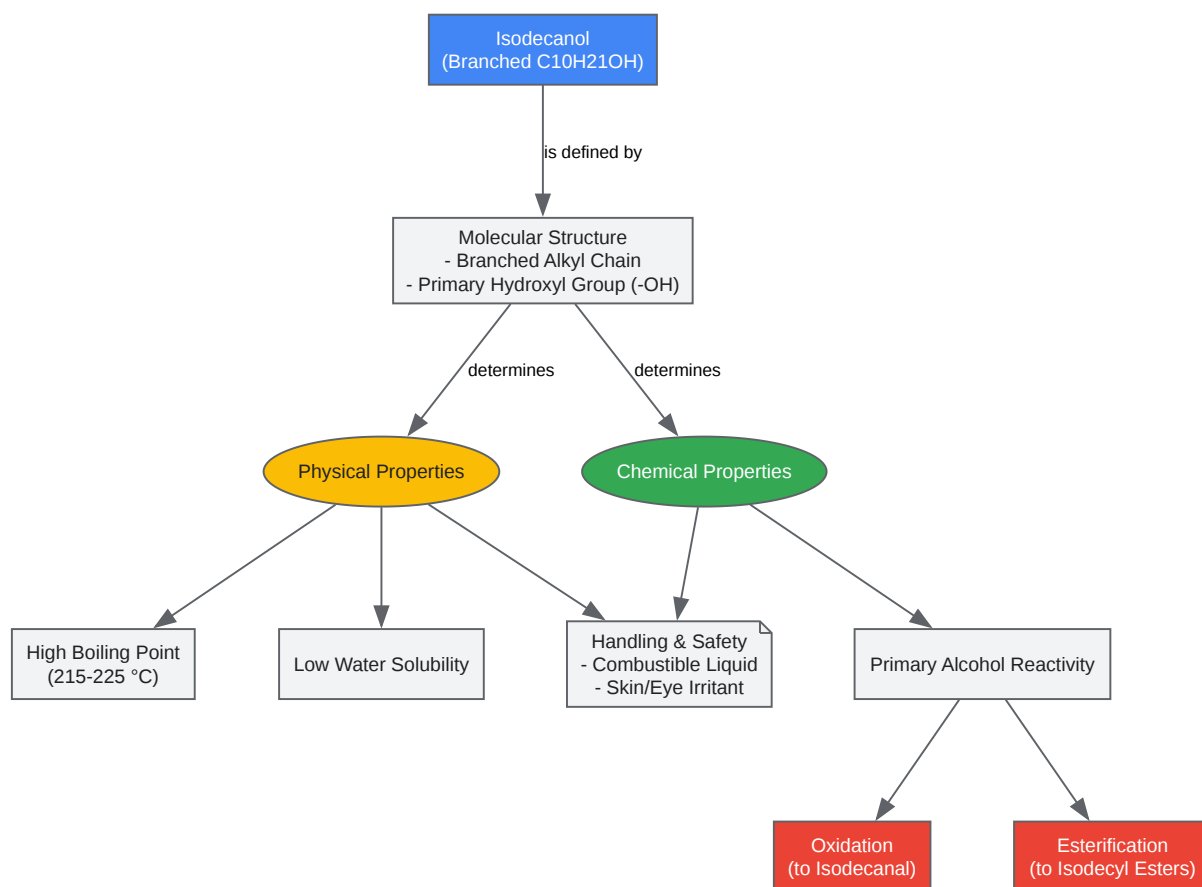 Isodecanol
(Branched C10H21OH)
is defined by
Molecular Structure
- Branched Alkyl Chain
- Primary Hydroxyl Group (-OH)
determines
determines
Physical Properties
Chemical Properties
High Boiling Point
(215-225 °C)
Low Water Solubility
Handling & Safety
- Combustible Liquid
- Skin/Eye Irritant
Primary Alcohol Reactivity
Oxidation
(to Isodecanal)
Esterification
(to Isodecyl Esters)